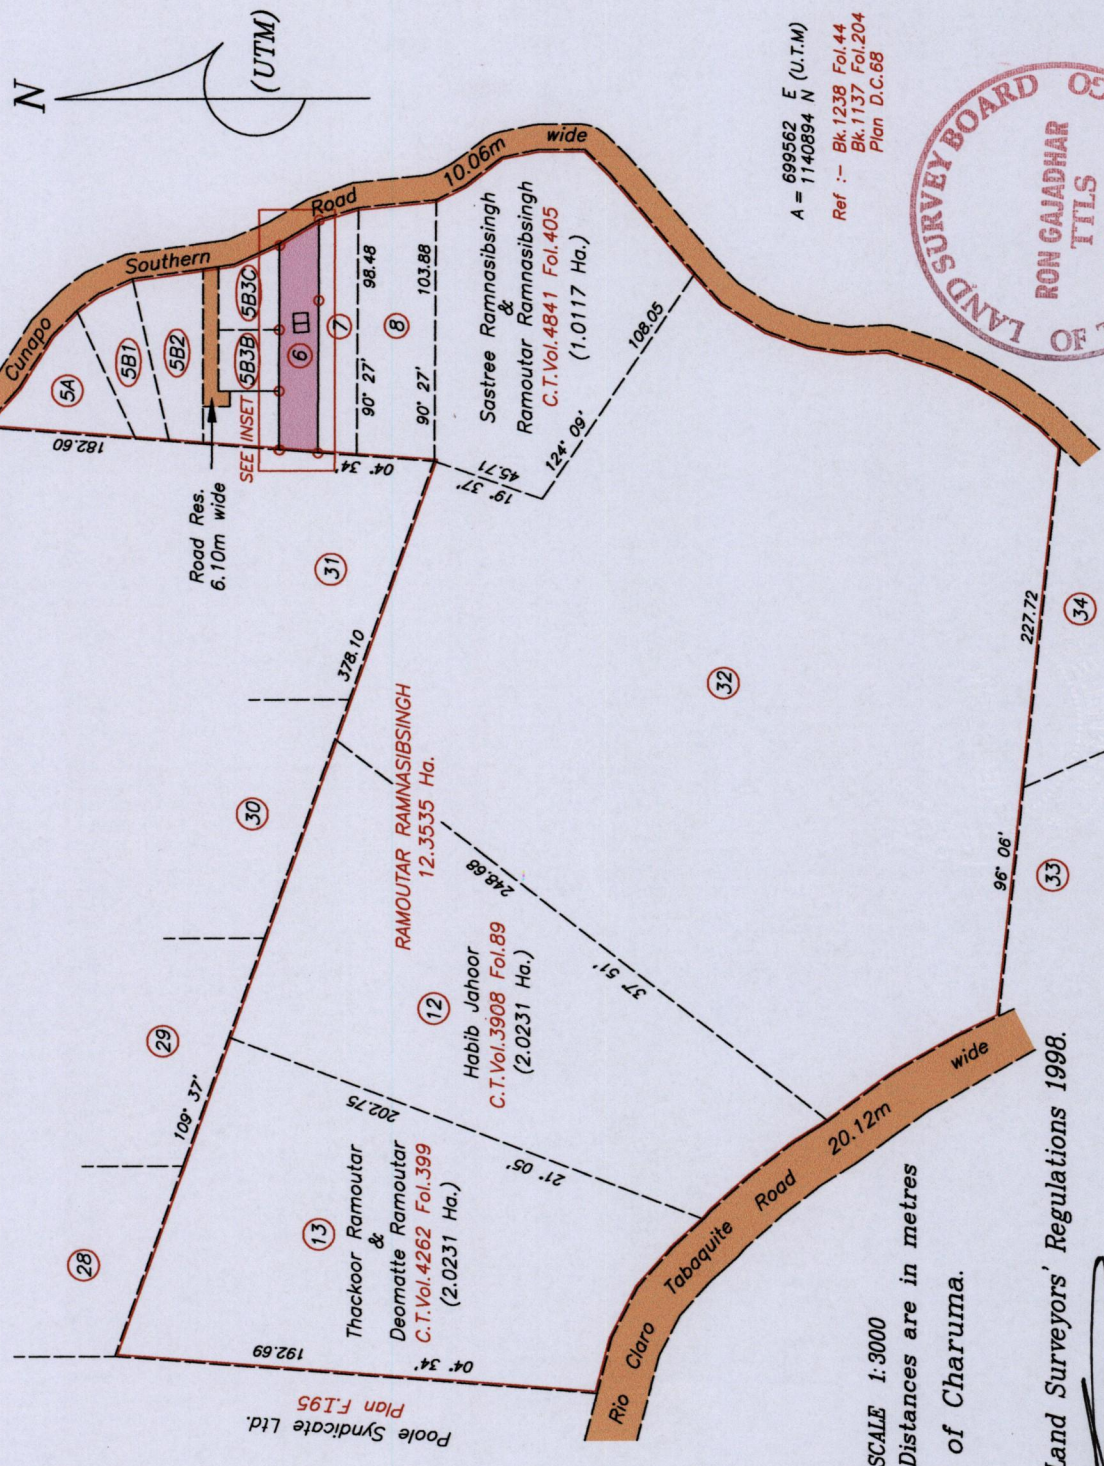 N
(UTM)
A = 699562 E (U.T.M)
1140894 N
Ref :- Bk.1238 Fol.44
Bk.1137 Fol.204
Plan D.C.68
LAND SURVEY BOARD
OF
RON GAJADHAR
TTLS
Cunapo
Southern
Road
10.06m
wide
5A
5B1
5B2
5B3B
5B3C
6
7
8
182.60
Road Res.
6.10m wide
SEE INSET
04° 34'
90° 27'
98.48
90° 27'
103.88
Sastree Ramnasibsingh
&
Ramoutar Ramnasibsingh
C.T.Vol.4841 Fol.405
(1.0117 Ha.)
19° 37'
45.71
124° 09'
108.05
28
29
30
31
109° 37'
378.10
RAMOUTAR RAMNASIBSINGH
12.3535 Ha.
32
12
Habib Jahoor
C.T.Vol.3908 Fol.89
(2.0231 Ha.)
248.68
37° 51'
202.75
21° 05'
13
Thackoor Ramoutar
&
Deomatte Ramoutar
C.T.Vol.4262 Fol.399
(2.0231 Ha.)
192.69
04° 34'
Poole Syndicate Ltd.
Plan F.195
227.72
96° 06'
33
34
Rio Claro
Tabaquite
Road
20.12m
wide
SCALE 1:3000
Distances are in metres
of Charuma.
Land Surveyors' Regulations 1998.